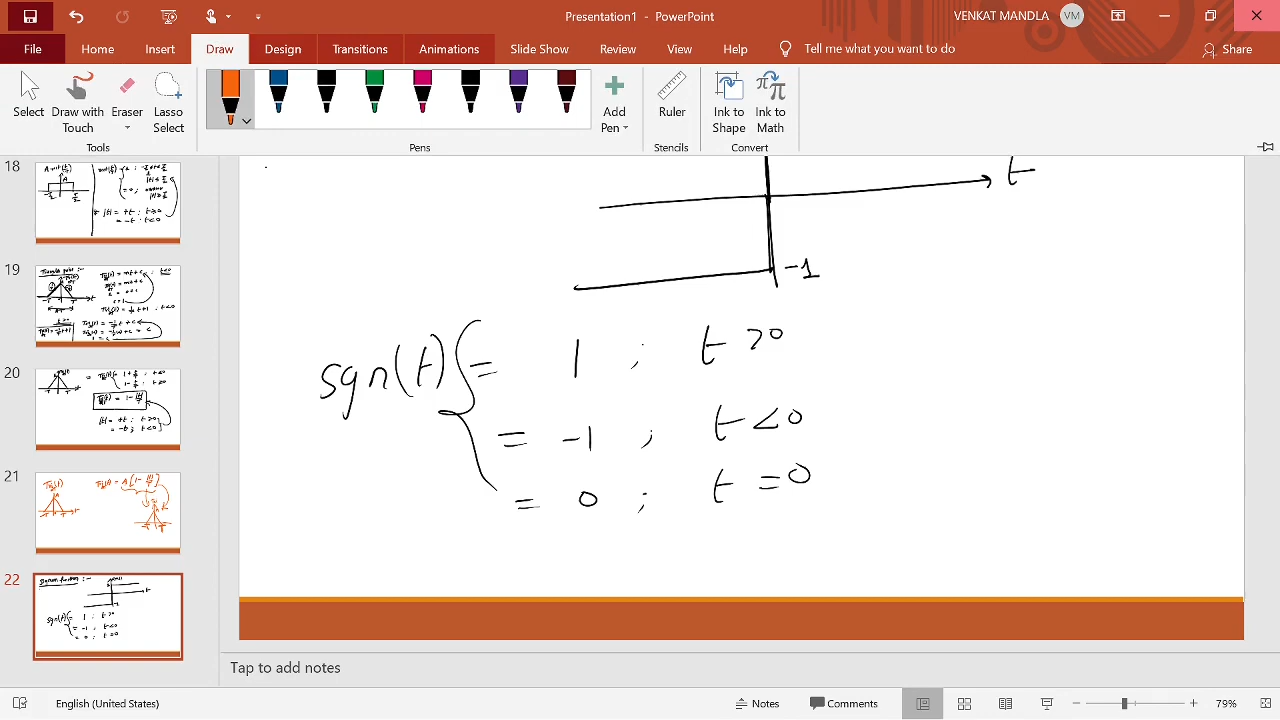 Presentation1 - PowerPoint
VENKAT MANDLA VM
File Home Insert Draw Design Transitions Animations Slide Show Review View Help Tell me what you want to do Share
Select Draw with Touch Eraser Lasso Select Add Pen Ruler Ink to Shape Ink to Math
Tools Pens Stencils Convert
18
19
20
21
22
t
-1
sgn(t) { = 1 ; t >0
= -1 ; t <0
= 0 ; t =0
Tap to add notes
English (United States) Notes Comments 79%